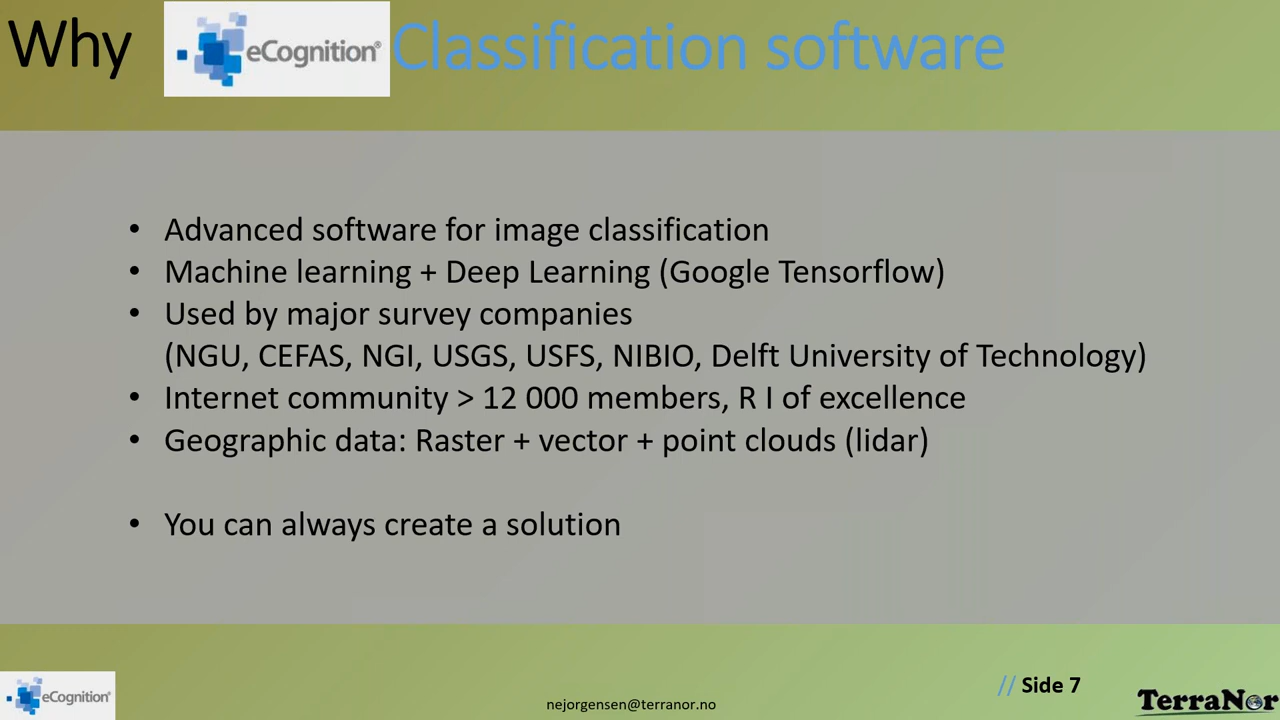 Why eCognition® Classification software
• Advanced software for image classification
• Machine learning + Deep Learning (Google Tensorflow)
• Used by major survey companies
(NGU, CEFAS, NGI, USGS, USFS, NIBIO, Delft University of Technology)
• Internet community > 12 000 members, R I of excellence
• Geographic data: Raster + vector + point clouds (lidar)
• You can always create a solution
eCognition®
nejorgensen@terranor.no
// Side 7
TerraNor